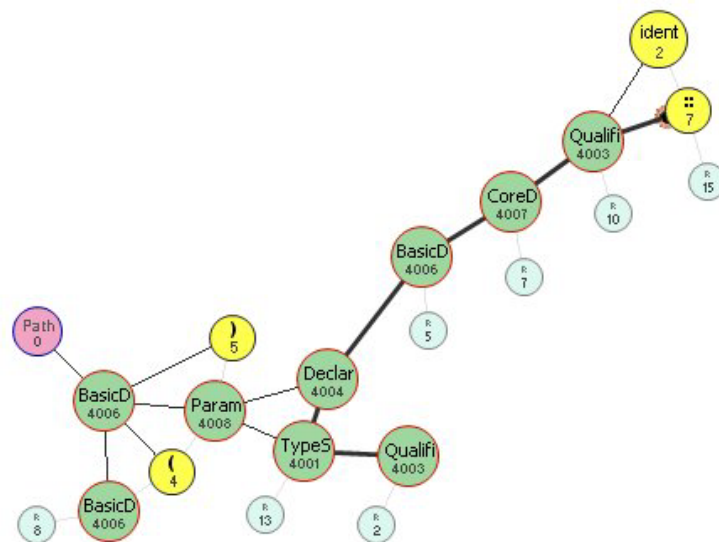 ident
2
::
7
Qualifi
4003
R
15
CoreD
4007
R
10
BasicD
4006
R
7
Path
0
)
5
R
5
Declar
4004
BasicD
4006
Param
4008
TypeS
4001
Qualifi
4003
(
4
BasicD
4006
R
13
R
8
R
2